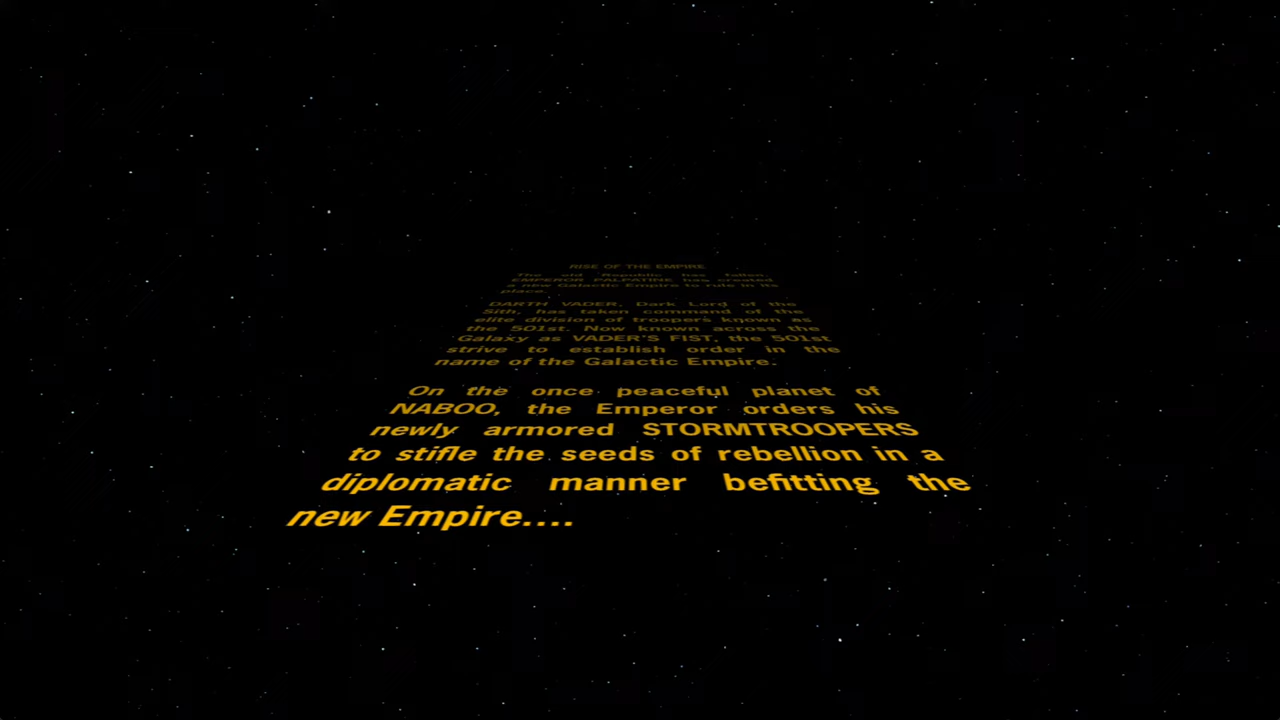 RISE OF THE EMPIRE
The old Republic has fallen.
EMPEROR PALPATINE has created
a new Galactic Empire to rule in its
place.
DARTH VADER, Dark Lord of the
Sith, has taken command of the
elite division of troopers known as
the 501st. Now known across the
Galaxy as VADER'S FIST, the 501st
strive to establish order in the
name of the Galactic Empire.
On the once peaceful planet of
NABOO, the Emperor orders his
newly armored STORMTROOPERS
to stifle the seeds of rebellion in a
diplomatic manner befitting the
new Empire....